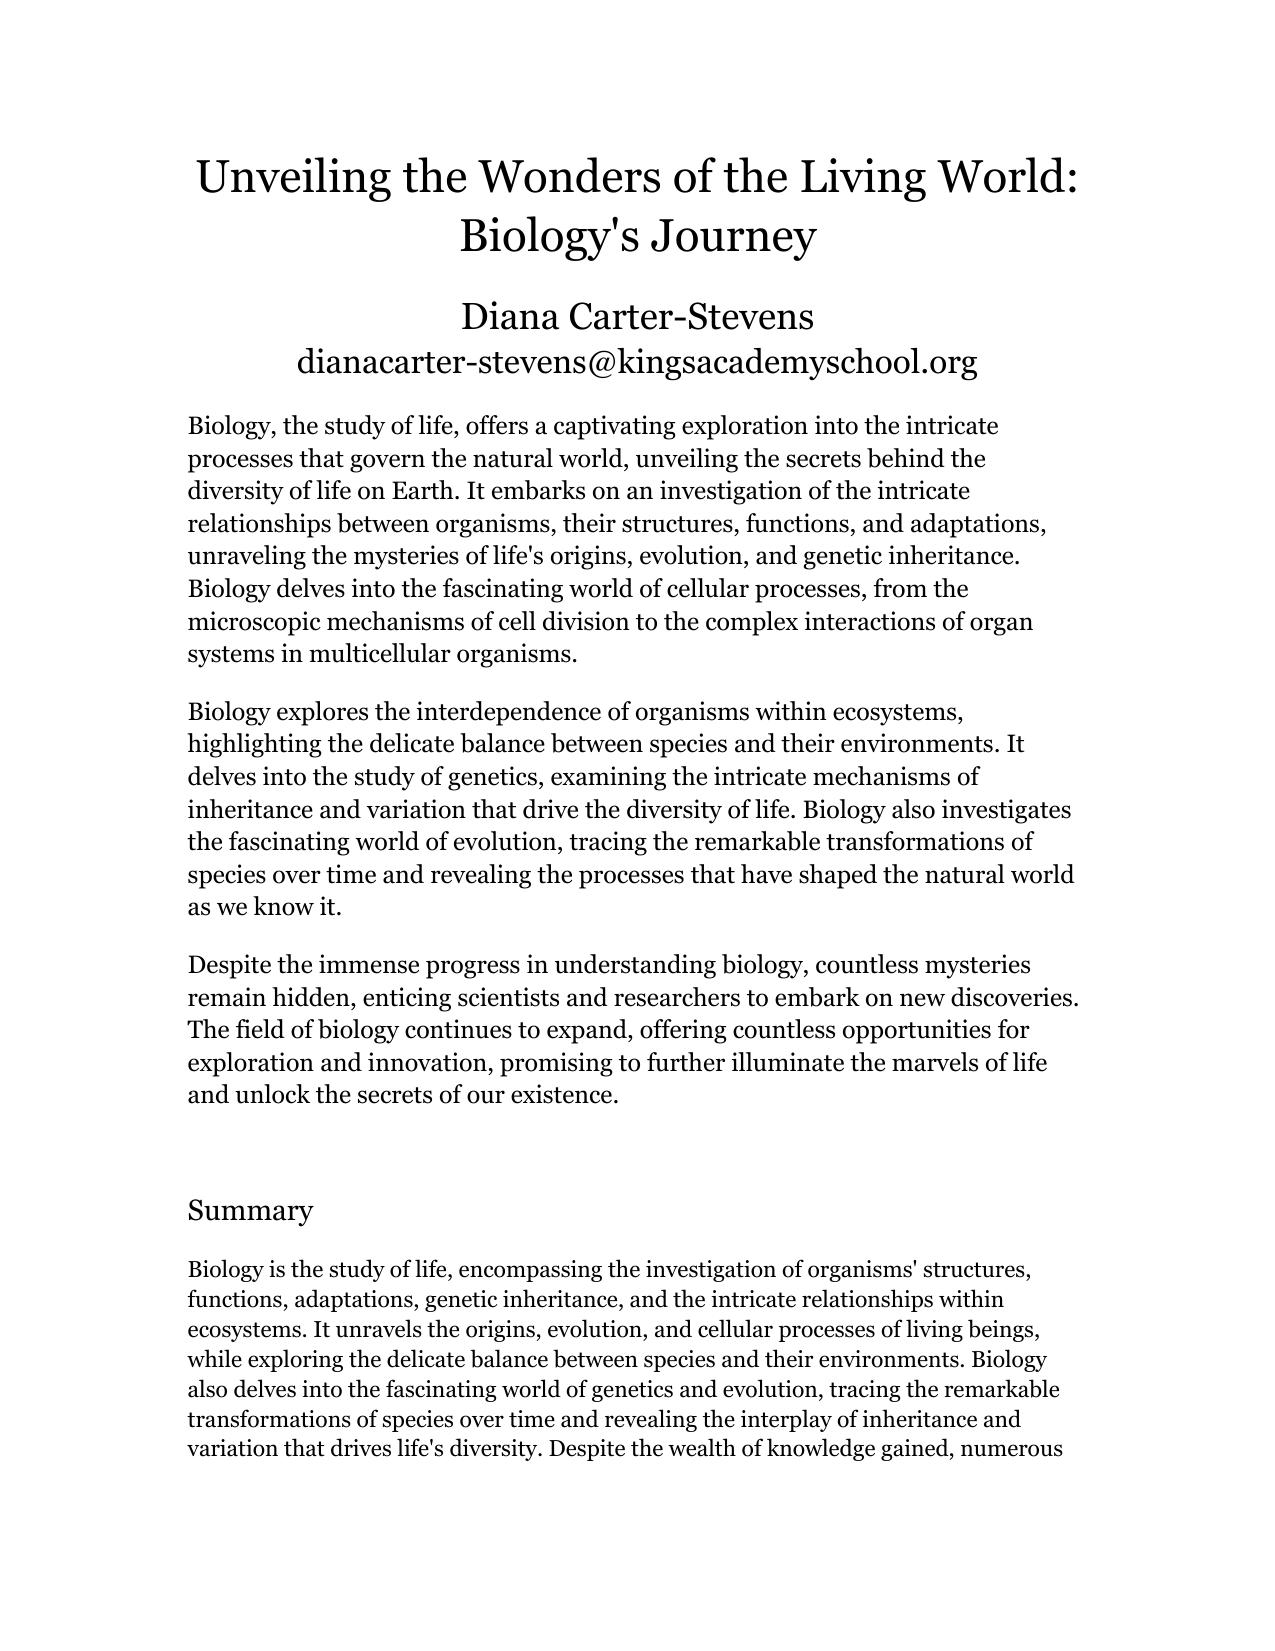 Unveiling the Wonders of the Living World:
Biology's Journey
Diana Carter-Stevens
dianacarter-stevens@kingsacademyschool.org
Biology, the study of life, offers a captivating exploration into the intricate
processes that govern the natural world, unveiling the secrets behind the
diversity of life on Earth. It embarks on an investigation of the intricate
relationships between organisms, their structures, functions, and adaptations,
unraveling the mysteries of life's origins, evolution, and genetic inheritance.
Biology delves into the fascinating world of cellular processes, from the
microscopic mechanisms of cell division to the complex interactions of organ
systems in multicellular organisms.
Biology explores the interdependence of organisms within ecosystems,
highlighting the delicate balance between species and their environments. It
delves into the study of genetics, examining the intricate mechanisms of
inheritance and variation that drive the diversity of life. Biology also investigates
the fascinating world of evolution, tracing the remarkable transformations of
species over time and revealing the processes that have shaped the natural world
as we know it.
Despite the immense progress in understanding biology, countless mysteries
remain hidden, enticing scientists and researchers to embark on new discoveries.
The field of biology continues to expand, offering countless opportunities for
exploration and innovation, promising to further illuminate the marvels of life
and unlock the secrets of our existence.
Summary
Biology is the study of life, encompassing the investigation of organisms' structures,
functions, adaptations, genetic inheritance, and the intricate relationships within
ecosystems. It unravels the origins, evolution, and cellular processes of living beings,
while exploring the delicate balance between species and their environments. Biology
also delves into the fascinating world of genetics and evolution, tracing the remarkable
transformations of species over time and revealing the interplay of inheritance and
variation that drives life's diversity. Despite the wealth of knowledge gained, numerous